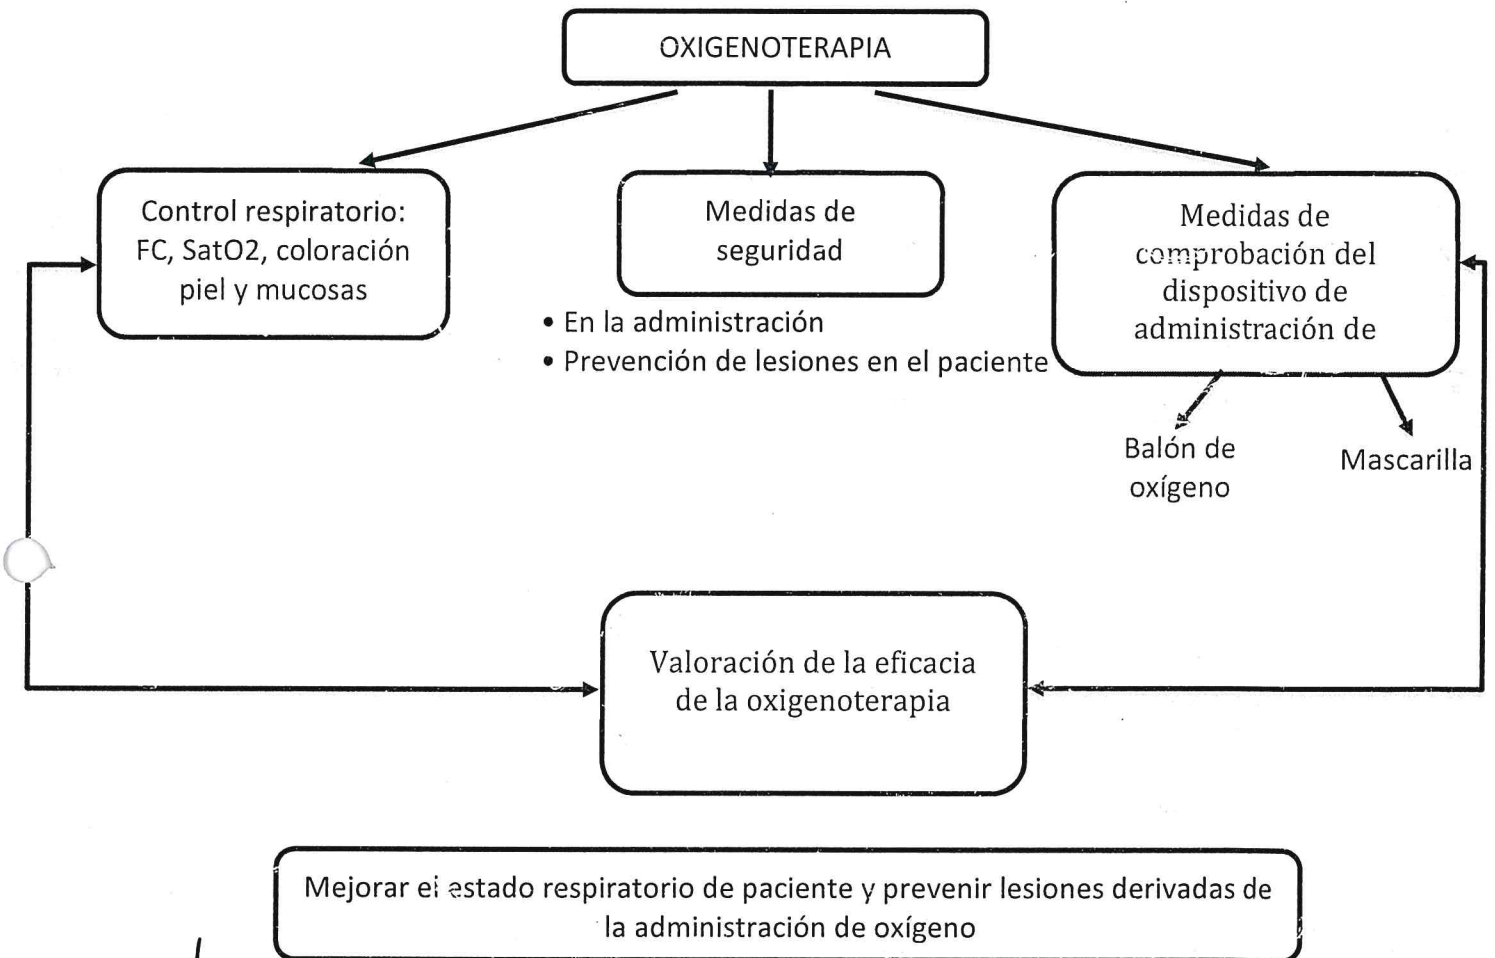 OXIGENOTERAPIA
Control respiratorio:
FC, SatO2, coloración
piel y mucosas
Medidas de
seguridad
• En la administración
• Prevención de lesiones en el paciente
Medidas de
comprobación del
dispositivo de
administración de
Balón de
oxígeno
Mascarilla
Valoración de la eficacia
de la oxigenoterapia
Mejorar el estado respiratorio de paciente y prevenir lesiones derivadas de
la administración de oxígeno